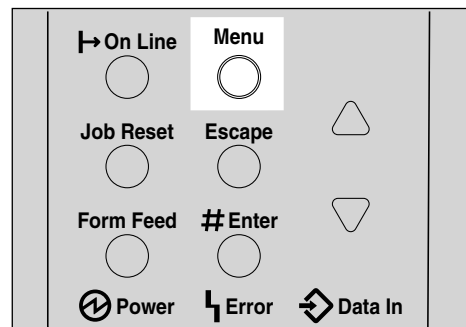 On Line Menu
Job Reset Escape
Form Feed # Enter
Power Error Data In